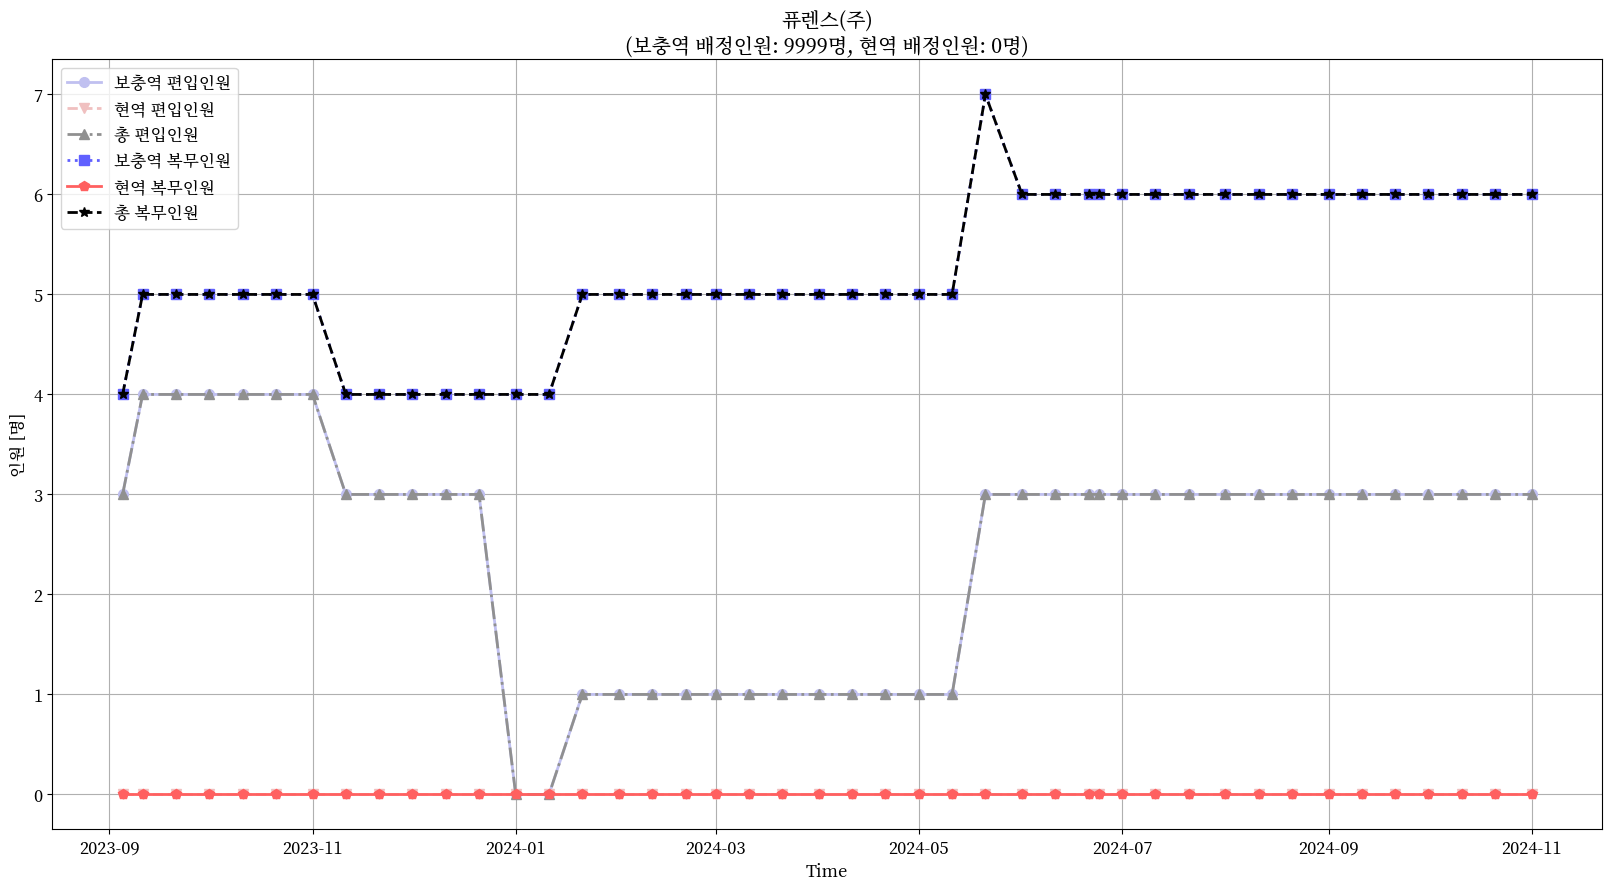 퓨렌스(주)
(보충역 배정인원: 9999명, 현역 배정인원: 0명)
보충역 편입인원
현역 편입인원
총 편입인원
보충역 복무인원
현역 복무인원
총 복무인원
7
6
5
4
3
2
1
0
인원 [명]
2023-09 2023-11 2024-01 2024-03 2024-05 2024-07 2024-09 2024-11
Time